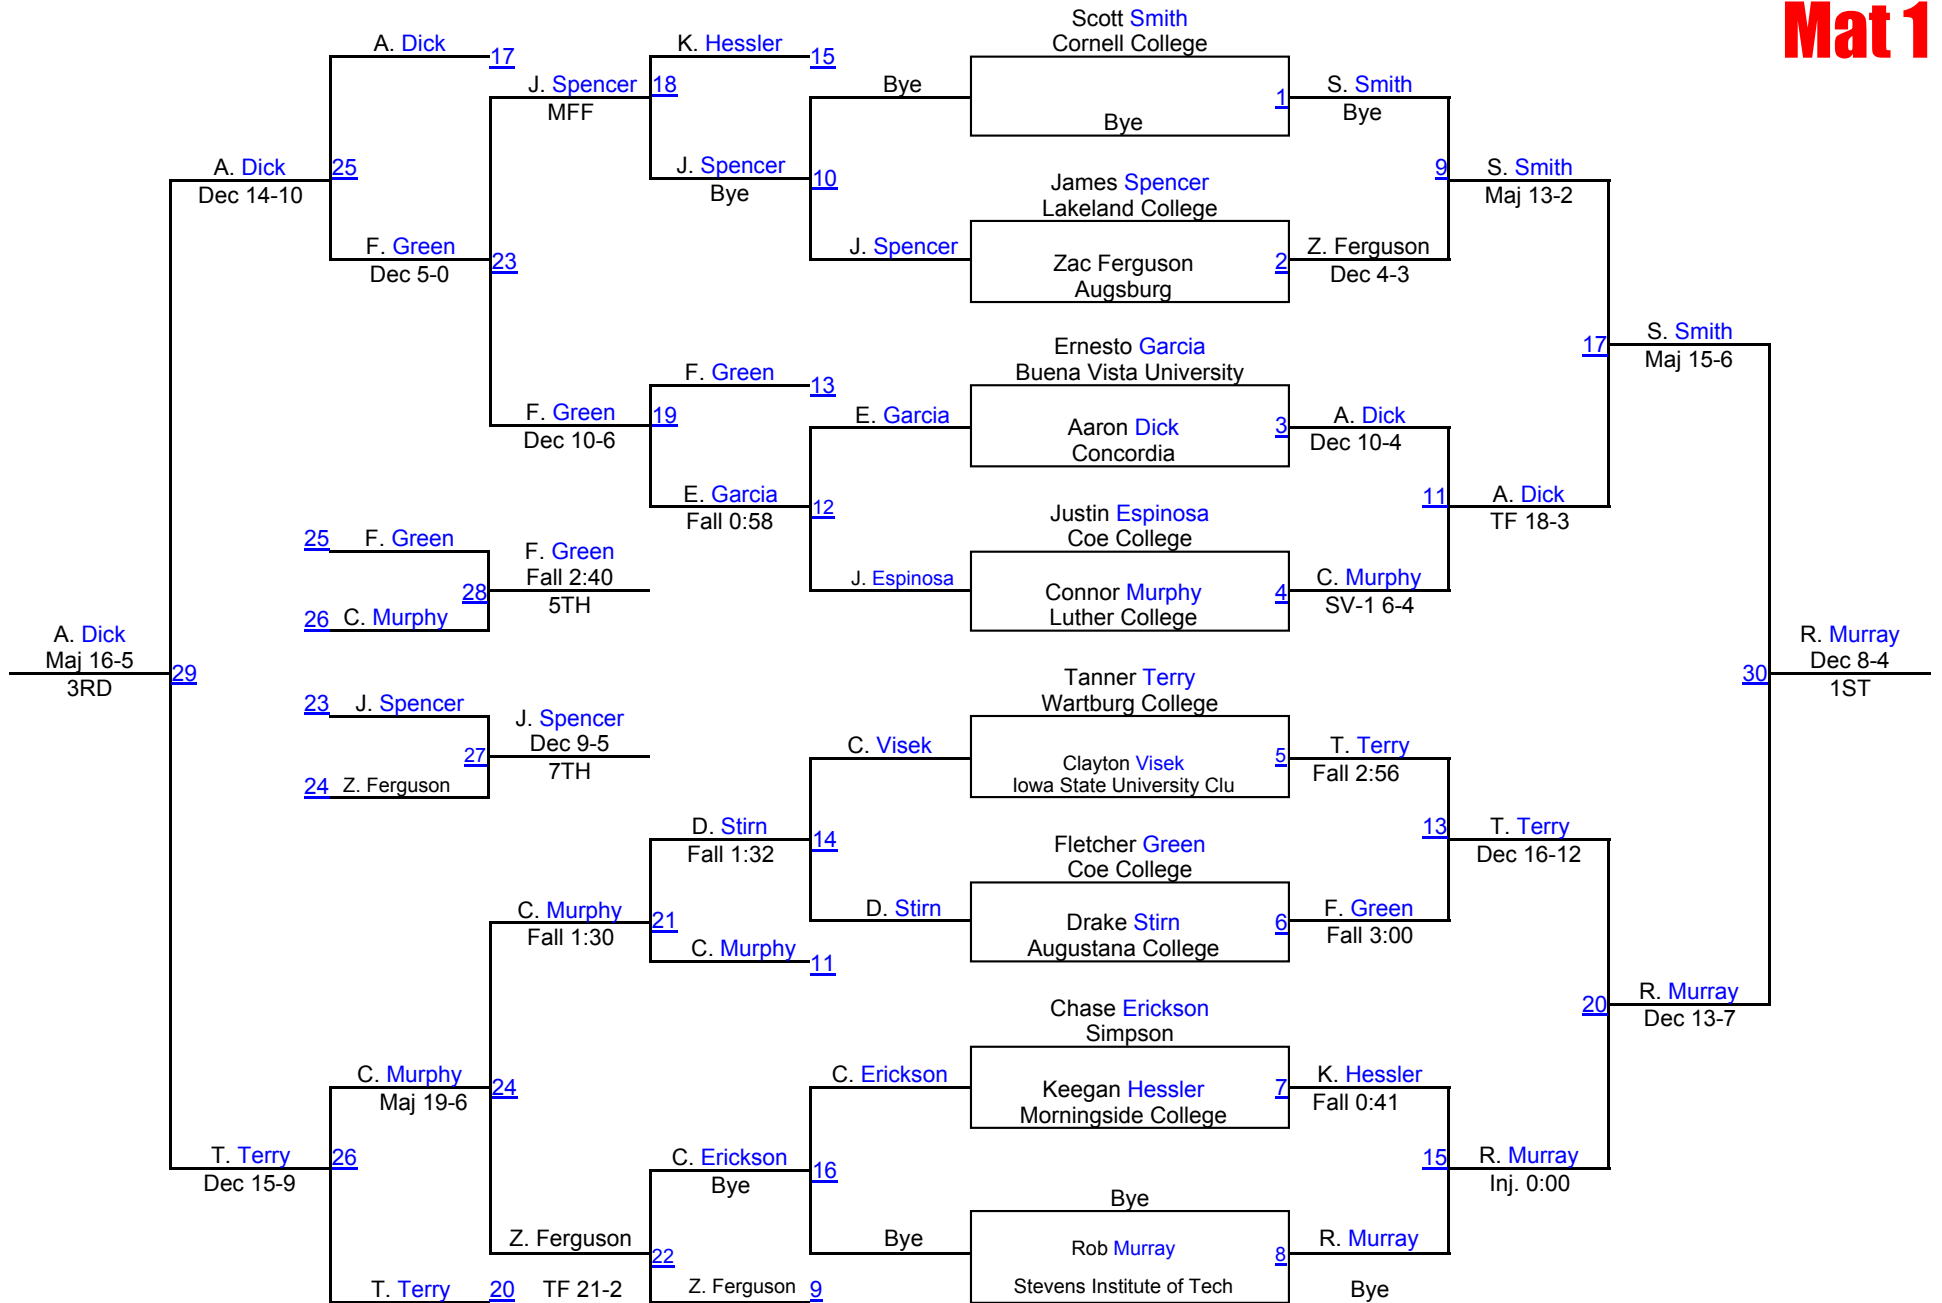 Mat 1
Scott Smith
Cornell College
Bye
1
James Spencer
Lakeland College
Zac Ferguson
Augsburg
2
Ernesto Garcia
Buena Vista University
Aaron Dick
Concordia
3
Justin Espinosa
Coe College
Connor Murphy
Luther College
4
Tanner Terry
Wartburg College
Clayton Visek
Iowa State University Clu
5
Fletcher Green
Coe College
Drake Stirn
Augustana College
6
Chase Erickson
Simpson
Keegan Hessler
Morningside College
7
Bye
Rob Murray
Stevens Institute of Tech
8
S. Smith
Bye
Z. Ferguson
Dec 4-3
A. Dick
Dec 10-4
C. Murphy
SV-1 6-4
T. Terry
Fall 2:56
F. Green
Fall 3:00
K. Hessler
Fall 0:41
R. Murray
Bye
9
S. Smith
Maj 13-2
11
A. Dick
TF 18-3
13
T. Terry
Dec 16-12
15
R. Murray
Inj. 0:00
17
S. Smith
Maj 15-6
20
R. Murray
Dec 13-7
30
R. Murray
Dec 8-4
1ST
Bye
J. Spencer
E. Garcia
J. Espinosa
C. Visek
D. Stirn
C. Erickson
Bye
K. Hessler
15
J. Spencer
Bye
10
F. Green
13
E. Garcia
Fall 0:58
12
D. Stirn
Fall 1:32
14
C. Murphy
11
C. Erickson
Bye
16
Z. Ferguson
9
J. Spencer
MFF
18
F. Green
Dec 10-6
19
C. Murphy
Fall 1:30
21
Z. Ferguson
TF 21-2
22
A. Dick
17
F. Green
Dec 5-0
23
C. Murphy
Maj 19-6
24
T. Terry
20
A. Dick
Dec 14-10
25
T. Terry
Dec 15-9
26
25
F. Green
26
C. Murphy
28
F. Green
Fall 2:40
5TH
23
J. Spencer
24
Z. Ferguson
27
J. Spencer
Dec 9-5
7TH
A. Dick
Maj 16-5
3RD
29